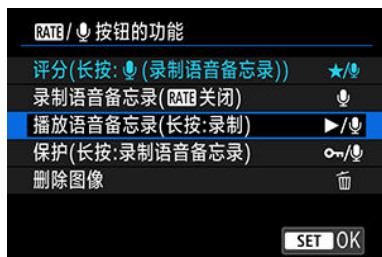 RATE/按钮的功能
评分(长按:(录制语音备忘录))
录制语音备忘录(RATE关闭)
播放语音备忘录(长按:录制)
保护(长按:录制语音备忘录)
删除图像
SET OK